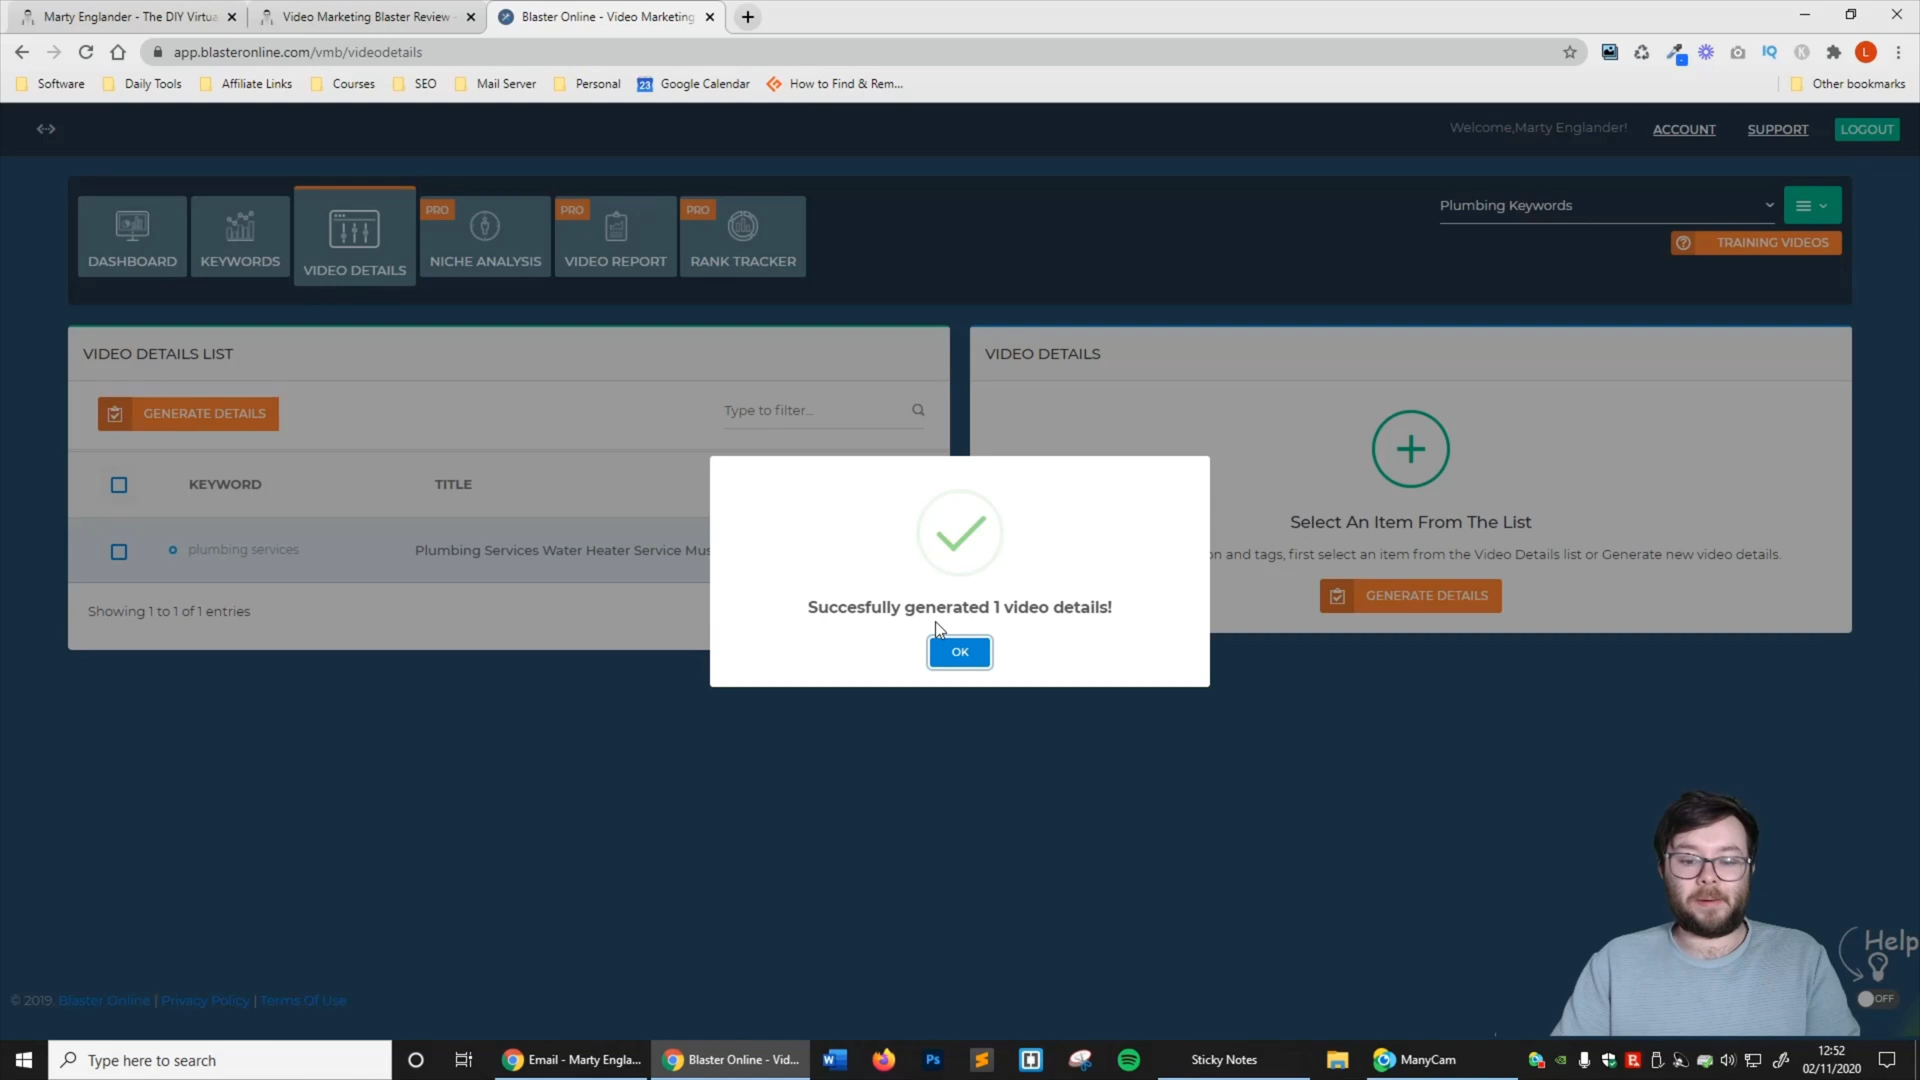 Marty Englander - The DIY Virtua
Video Marketing Blaster Review -
Blaster Online - Video Marketing
app.blasteronline.com/vmb/videodetails
IQ
K
L
Software
Daily Tools
Affiliate Links
Courses
SEO
Mail Server
Personal
23
Google Calendar
How to Find & Rem...
Other bookmarks
Welcome,Marty Englander!
ACCOUNT
SUPPORT
LOGOUT
DASHBOARD
KEYWORDS
VIDEO DETAILS
PRO
NICHE ANALYSIS
PRO
VIDEO REPORT
PRO
RANK TRACKER
Plumbing Keywords
TRAINING VIDEOS
VIDEO DETAILS LIST
GENERATE DETAILS
Type to filter...
KEYWORD
TITLE
plumbing services
Plumbing Services Water Heater Service Mus
Showing 1 to 1 of 1 entries
VIDEO DETAILS
Select An Item From The List
on and tags, first select an item from the Video Details list or Generate new video details.
GENERATE DETAILS
Succesfully generated 1 video details!
OK
Help
OFF
© 2019. Blaster Online | Privacy Policy | Terms Of Use
Type here to search
Email - Marty Engla...
Blaster Online - Vid...
W
Ps
Sticky Notes
ManyCam
12:52
02/11/2020